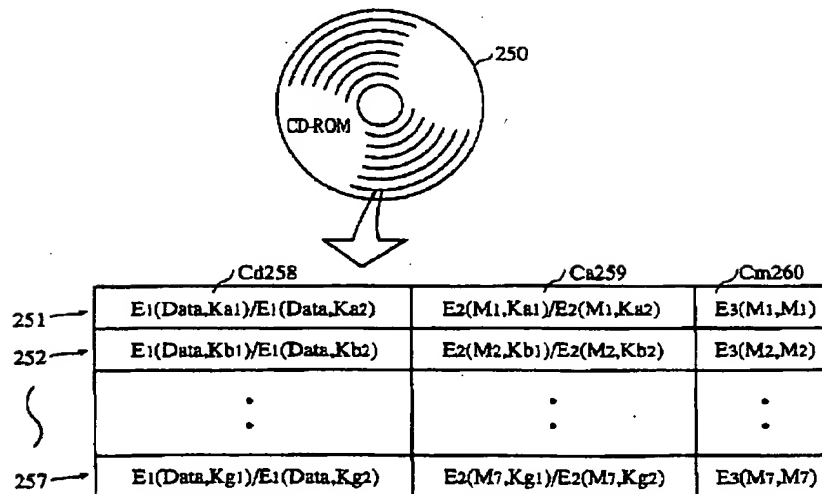 250
CD-ROM
Cd258 Ca259 Cm260
251 E1(Data,Ka1)/E1(Data,Ka2) E2(M1,Ka1)/E2(M1,Ka2) E3(M1,M1)
252 E1(Data,Kb1)/E1(Data,Kb2) E2(M2,Kb1)/E2(M2,Kb2) E3(M2,M2)
257 E1(Data,Kg1)/E1(Data,Kg2) E2(M7,Kg1)/E2(M7,Kg2) E3(M7,M7)